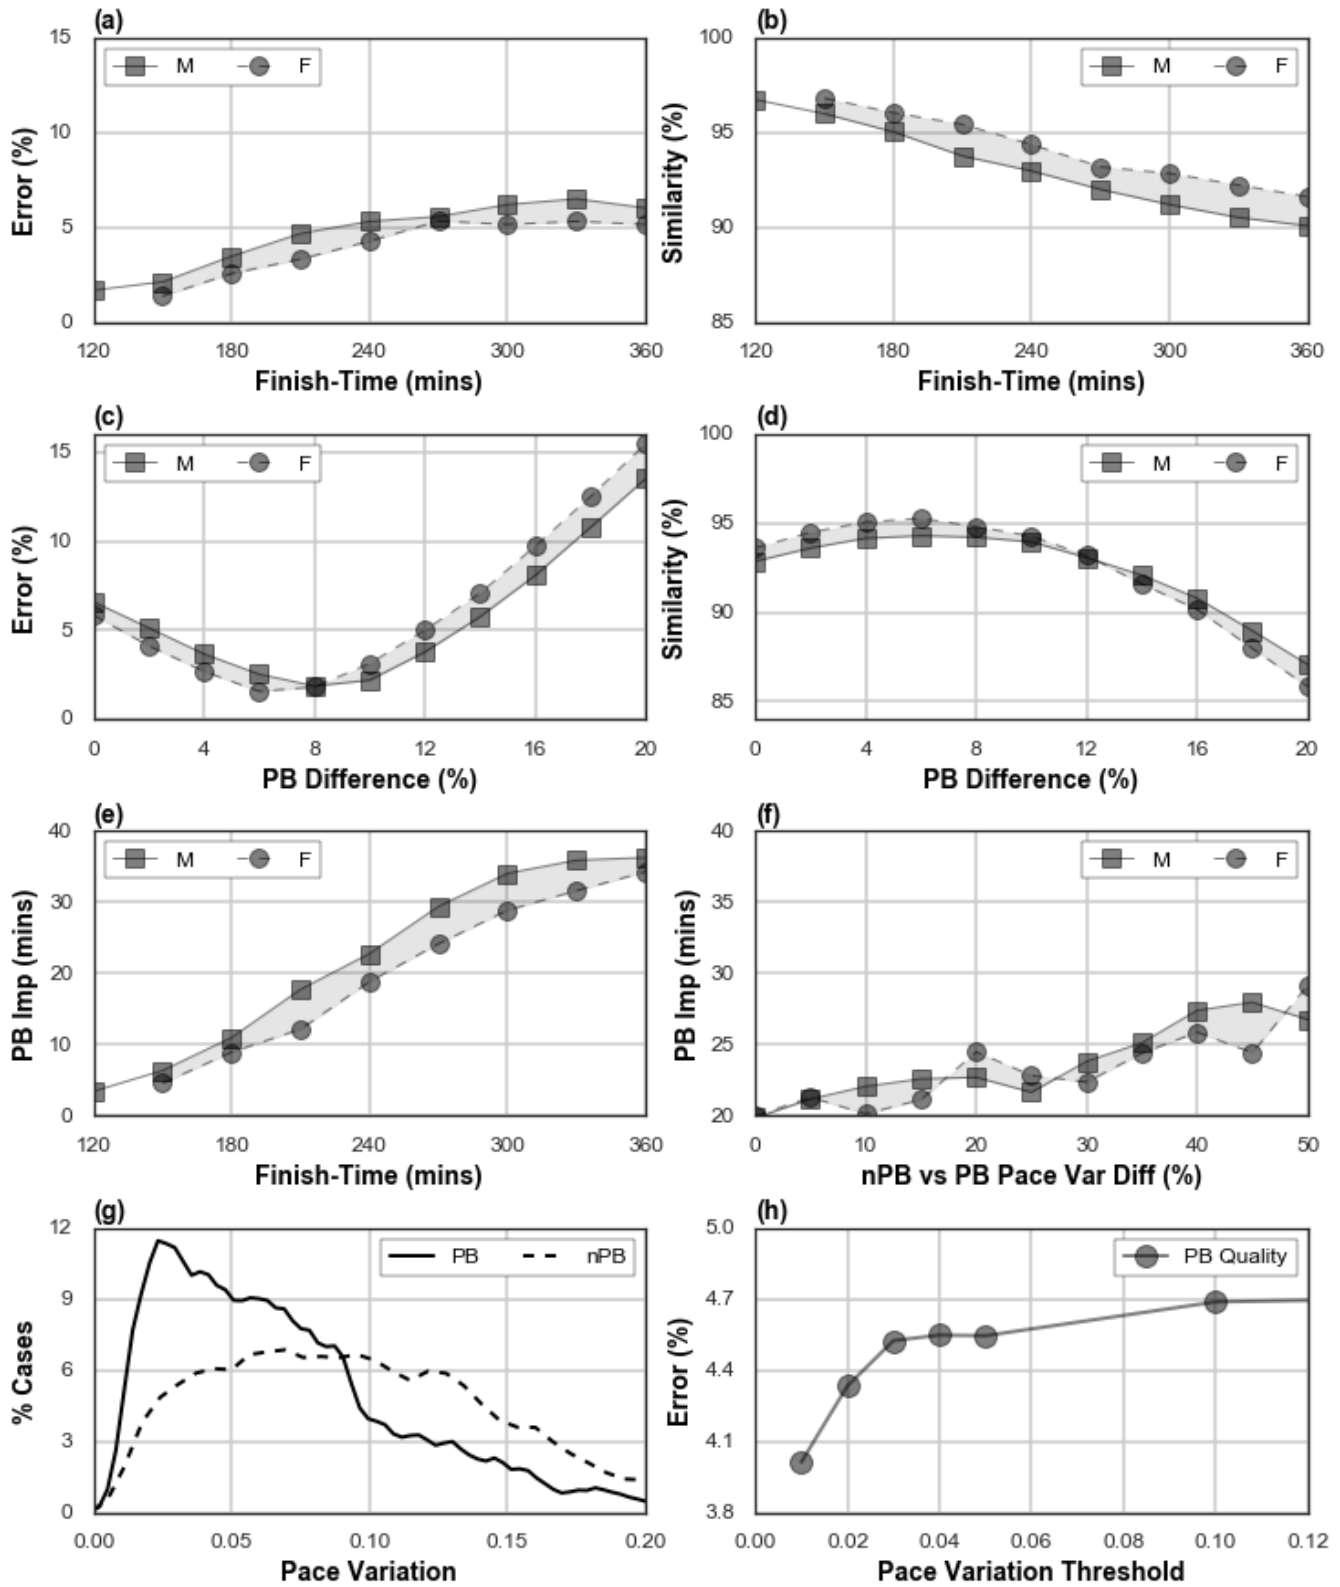 (a)
15
10
5
0
Error (%)
M F
120 180 240 300 360
Finish-Time (mins)
(b)
100
95
90
85
Similarity (%)
M F
120 180 240 300 360
Finish-Time (mins)
(c)
15
10
5
0
Error (%)
M F
0 4 8 12 16 20
PB Difference (%)
(d)
100
95
90
85
Similarity (%)
M F
0 4 8 12 16 20
PB Difference (%)
(e)
40
30
20
10
0
PB Imp (mins)
M F
120 180 240 300 360
Finish-Time (mins)
(f)
40
35
30
25
20
PB Imp (mins)
M F
0 10 20 30 40 50
nPB vs PB Pace Var Diff (%)
(g)
12
9
6
3
0
% Cases
PB nPB
0.00 0.05 0.10 0.15 0.20
Pace Variation
(h)
5.0
4.7
4.4
4.1
3.8
Error (%)
PB Quality
0.00 0.02 0.04 0.06 0.08 0.10 0.12
Pace Variation Threshold